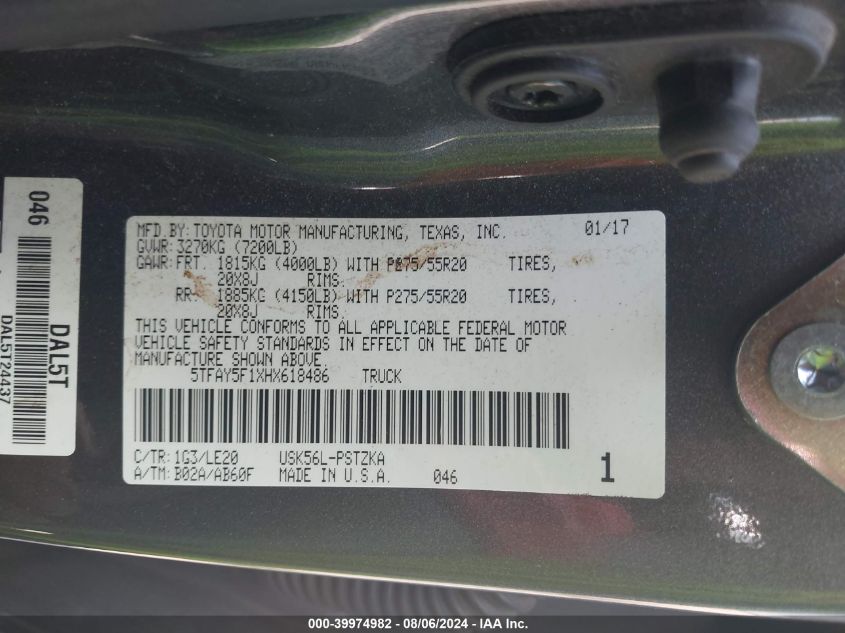 046
DAL5T
DAL5T24437
MFD.BY:TOYOTA MOTOR MANUFACTURING, TEXAS, INC. 01/17
GVWR:3270KG (7200LB)
GAWR:FRT. 1815KG (4000LB) WITH P275/55R20 TIRES,
20X8J RIMS.
RR. 1885KG (4150LB) WITH P275/55R20 TIRES,
20X8J RIMS.
THIS VEHICLE CONFORMS TO ALL APPLICABLE FEDERAL MOTOR
VEHICLE SAFETY STANDARDS IN EFFECT ON THE DATE OF
MANUFACTURE SHOWN ABOVE.
5TFAY5F1XHX618486 TRUCK
C/TR:1G3/LE20 USK56L-PSTZKA
A/TM:B02A/AB60F MADE IN U.S.A. 046 1
000-39974982 - 08/06/2024 - IAA Inc.